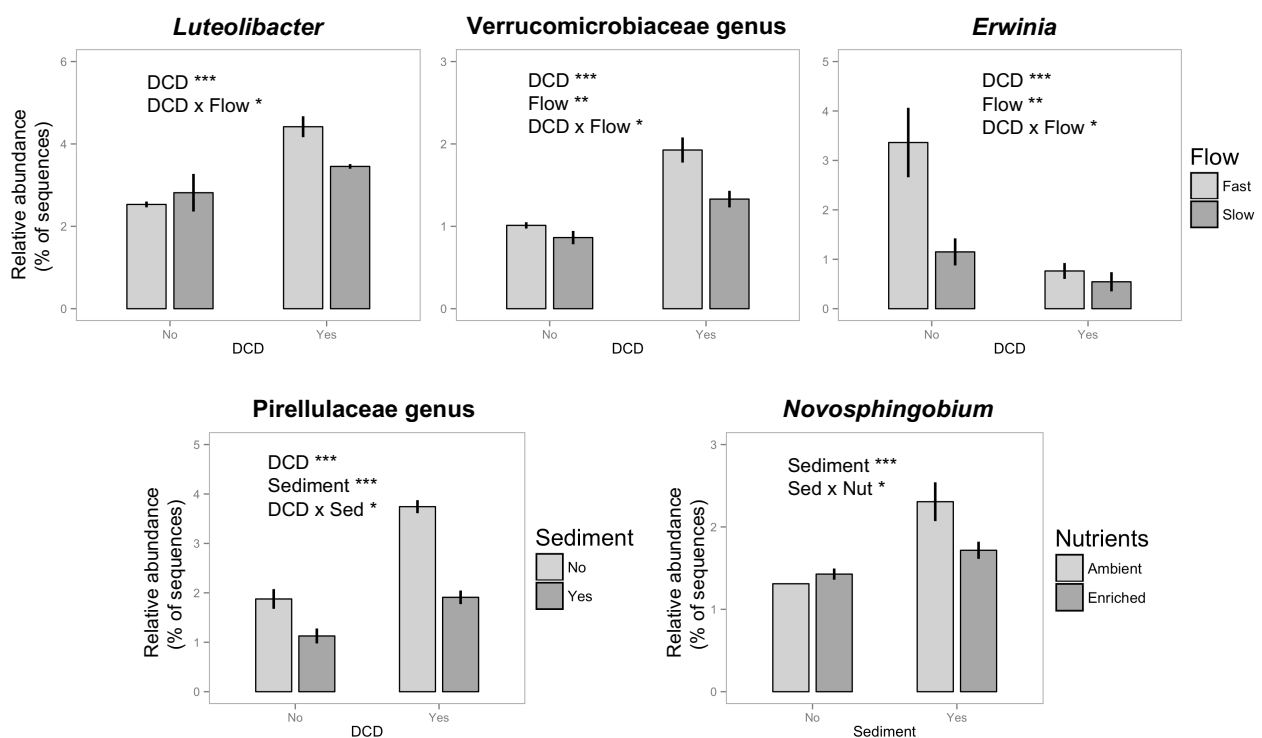 Luteolibacter
Relative abundance
(% of sequences)
6
4
2
0
DCD ***
DCD x Flow *
No
Yes
DCD
Verrucomicrobiaceae genus
3
2
1
0
DCD ***
Flow **
DCD x Flow *
No
Yes
DCD
Erwinia
5
4
3
2
1
0
DCD ***
Flow **
DCD x Flow *
No
Yes
DCD
Flow
Fast
Slow
Pirellulaceae genus
Relative abundance
(% of sequences)
5
4
3
2
1
0
DCD ***
Sediment ***
DCD x Sed *
No
Yes
DCD
Sediment
No
Yes
Novosphingobium
Relative abundance
(% of sequences)
3
2
1
0
Sediment ***
Sed x Nut *
No
Yes
Sediment
Nutrients
Ambient
Enriched